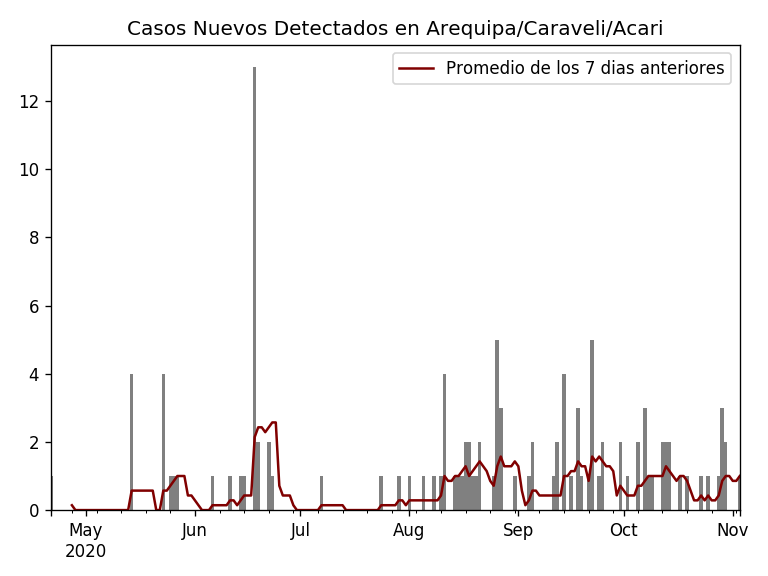 Casos Nuevos Detectados en Arequipa/Caraveli/Acari
Promedio de los 7 dias anteriores
12
10
8
6
4
2
0
May Jun Jul Aug Sep Oct Nov
2020